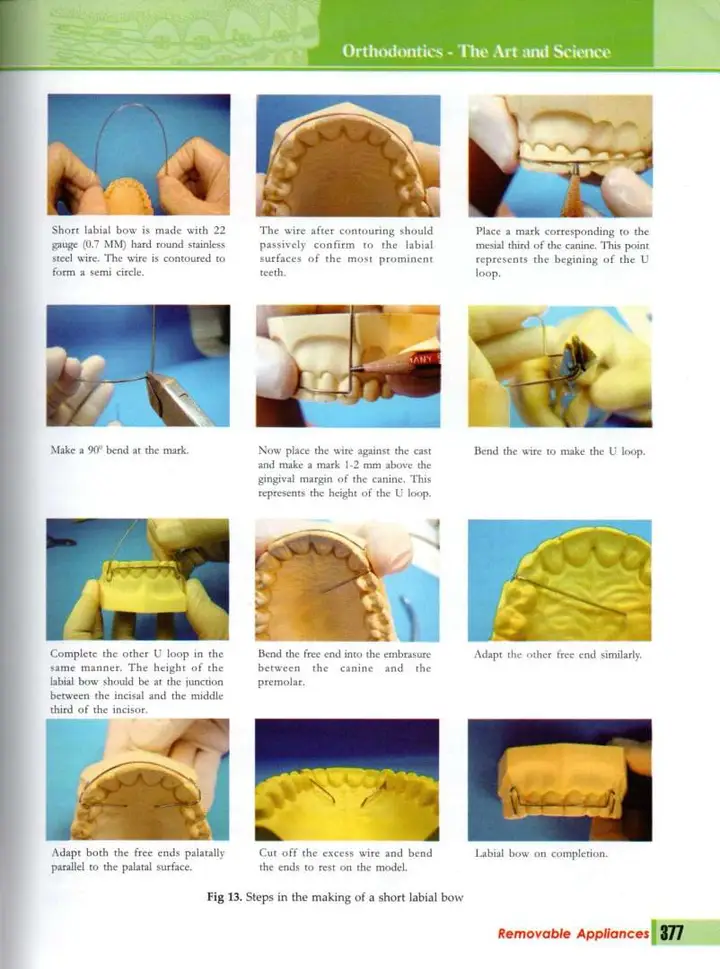 Orthodontics - The Art and Science
Short labial bow is made with 22
gauge (0.7 MM) hard round stainless
steel wire. The wire is contoured to
form a semi circle.
The wire after contouring should
passively confirm to the labial
surfaces of the most prominent
teeth.
Place a mark corresponding to the
mesial third of the canine. This point
represents the begining of the U
loop.
ANY
Make a 90° bend at the mark.
Now place the wire against the cast
and make a mark 1-2 mm above the
gingival margin of the canine. This
represents the height of the U loop.
Bend the wire to make the U loop.
Complete the other U loop in the
same manner. The height of the
labial bow should be at the junction
between the incisal and the middle
third of the incisor.
Bend the free end into the embrasure
between the canine and the
premolar.
Adapt the other free end similarly.
Adapt both the free ends palatally
parallel to the palatal surface.
Cut off the excess wire and bend
the ends to rest on the model.
Labial bow on completion.
Fig 13. Steps in the making of a short labial bow
Removable Appliances 377